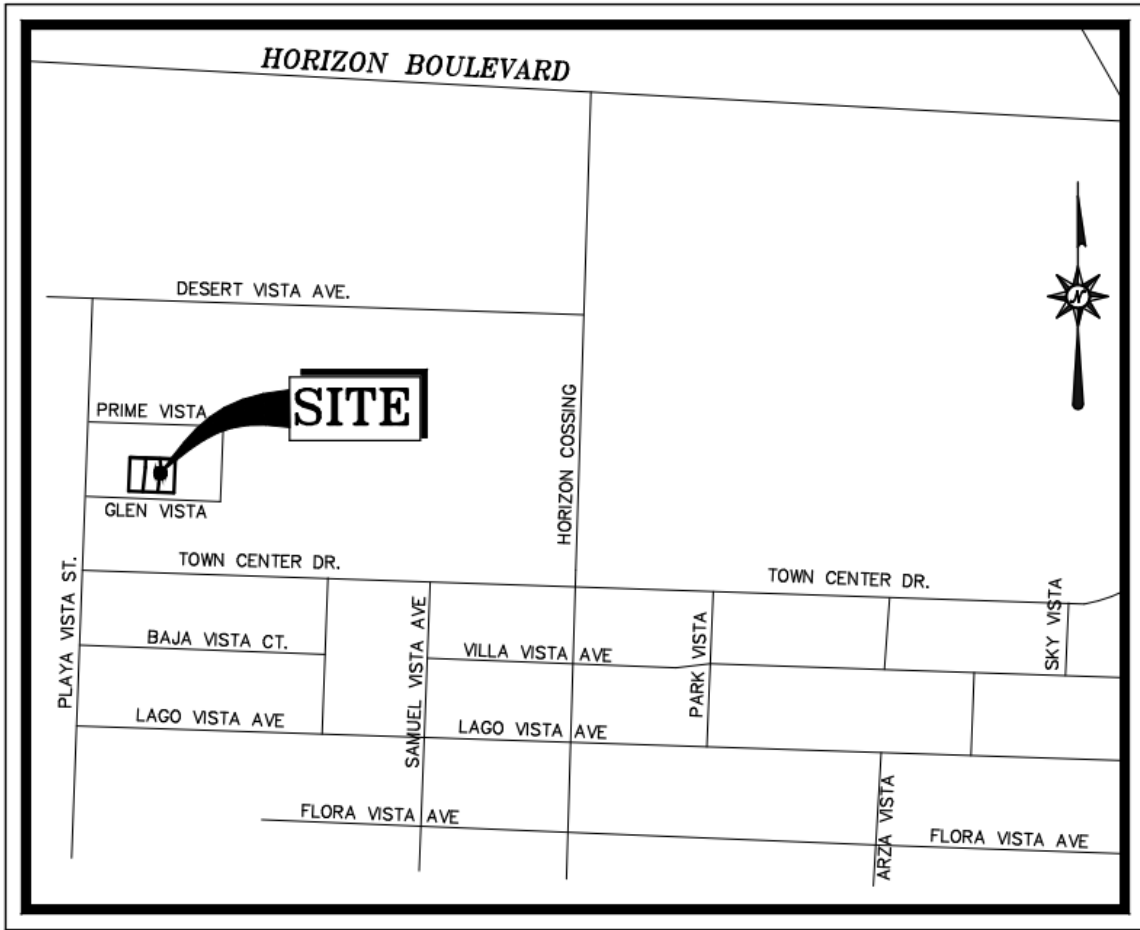 HORIZON BOULEVARD
DESERT VISTA AVE.
N
PRIME VISTA
SITE
GLEN VISTA
HORIZON COSSING
TOWN CENTER DR.
TOWN CENTER DR.
PLAYA VISTA ST.
BAJA VISTA CT.
SAMUEL VISTA AVE
VILLA VISTA AVE
PARK VISTA
SKY VISTA
LAGO VISTA AVE
LAGO VISTA AVE
FLORA VISTA AVE
ARZA VISTA
FLORA VISTA AVE